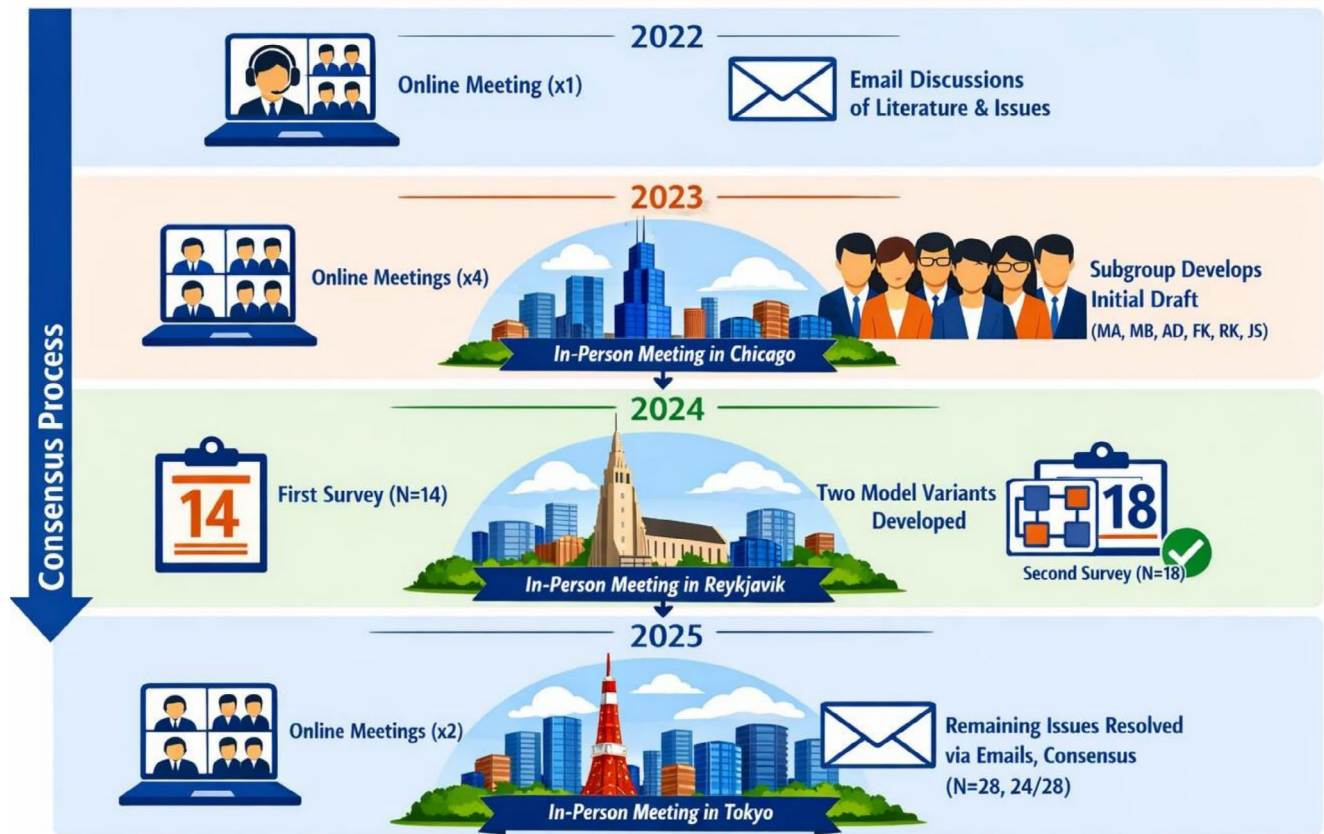 Consensus Process
2022
Online Meeting (x1)
Email Discussions
of Literature & Issues
2023
Online Meetings (x4)
In-Person Meeting in Chicago
Subgroup Develops
Initial Draft
(MA, MB, AD, FK, RK, JS)
2024
First Survey (N=14)
14
In-Person Meeting in Reykjavik
Two Model Variants
Developed
18
Second Survey (N=18)
2025
Online Meetings (x2)
In-Person Meeting in Tokyo
Remaining Issues Resolved
via Emails, Consensus
(N=28, 24/28)